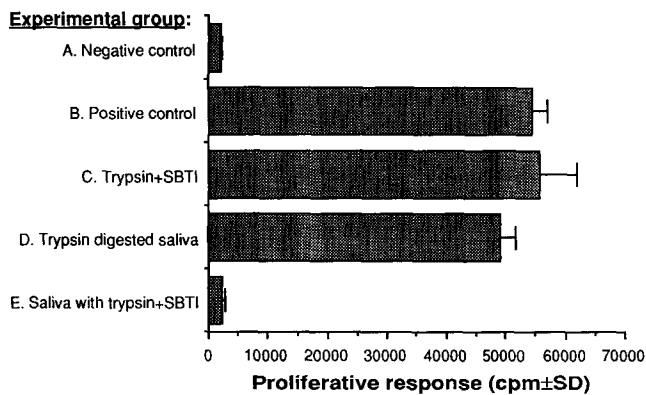 Experimental group:
A. Negative control
B. Positive control
C. Trypsin+SBTI
D. Trypsin digested saliva
E. Saliva with trypsin+SBTI
0 10000 20000 30000 40000 50000 60000 70000
Proliferative response (cpm±SD)